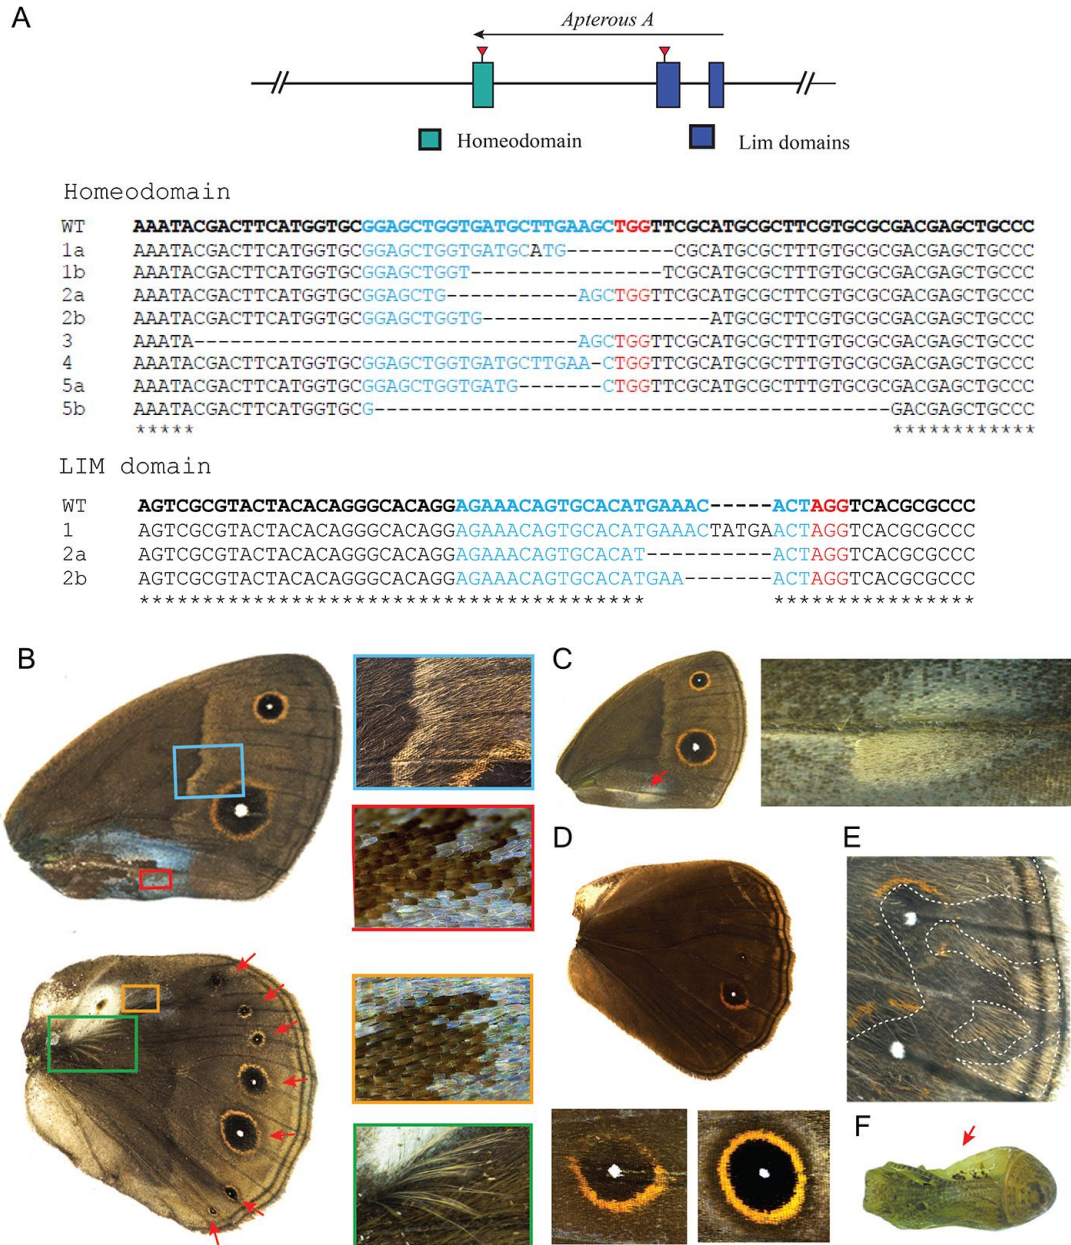 A
Apterous A
Homeodomain
Lim domains
Homeodomain
WT AAATACGACTTCATGGTGCGGAGCTGGTGATGCTTGAAGCTGGTTCGCATGCGCTTCGTGCGCGACGAGCTGCCC
1a AAATACGACTTCATGGTGCGGAGCTGGTGATGCATG---------CGCATGCGCTTTGTGCGCGACGAGCTGCCC
1b AAATACGACTTCATGGTGCGGAGCTGGT----------------TCGCATGCGCTTTGTGCGCGACGAGCTGCCC
2a AAATACGACTTCATGGTGCGGAGCTG-----------AGCTGGTTCGCATGCGCTTCGTGCGCGACGAGCTGCCC
2b AAATACGACTTCATGGTGCGGAGCTGGTG-------------------ATGCGCTTCGTGCGCGACGAGCTGCCC
3 AAATA--------------------------------AGCTGGTTCGCATGCGCTTTGTGCGCGACGAGCTGCCC
4 AAATACGACTTCATGGTGCGGAGCTGGTGATGCTTGAA-CTGGTTCGCATGCGCTTTGTGCGCGACGAGCTGCCC
5a AAATACGACTTCATGGTGCGGAGCTGGTGATG-------CTGGTTCGCATGCGCTTTGTGCGCGACGAGCTGCCC
5b AAATACGACTTCATGGTGCG-------------------------------------------GACGAGCTGCCC
***** ************
LIM domain
WT AGTCGCGTACTACACAGGGCACAGGAGAAACAGTGCACATGAAAC-----ACTAGGTCACGCGCCC
1 AGTCGCGTACTACACAGGGCACAGGAGAAACAGTGCACATGAAACTATGAACTAGGTCACGCGCCC
2a AGTCGCGTACTACACAGGGCACAGGAGAAACAGTGCACAT----------ACTAGGTCACGCGCCC
2b AGTCGCGTACTACACAGGGCACAGGAGAAACAGTGCACATGAA-------ACTAGGTCACGCGCCC
**************************************** ****************
B
C
D
E
F